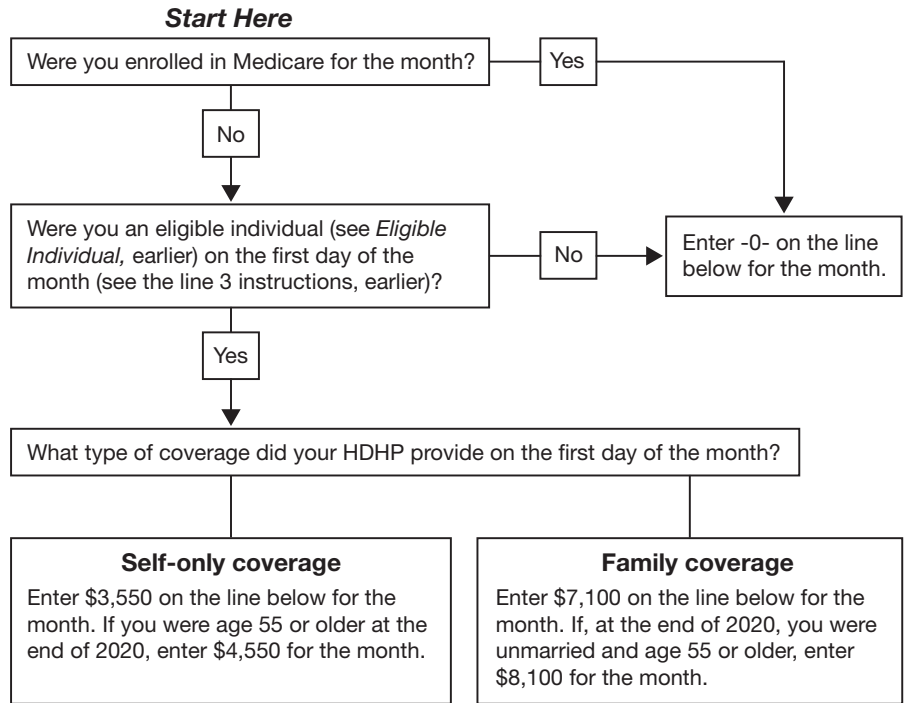 Start Here
Were you enrolled in Medicare for the month?
Yes
No
Were you an eligible individual (see Eligible
Individual, earlier) on the first day of the
month (see the line 3 instructions, earlier)?
No
Enter -0- on the line
below for the month.
Yes
What type of coverage did your HDHP provide on the first day of the month?
Self-only coverage
Enter $3,550 on the line below for the
month. If you were age 55 or older at the
end of 2020, enter $4,550 for the month.
Family coverage
Enter $7,100 on the line below for the
month. If, at the end of 2020, you were
unmarried and age 55 or older, enter
$8,100 for the month.